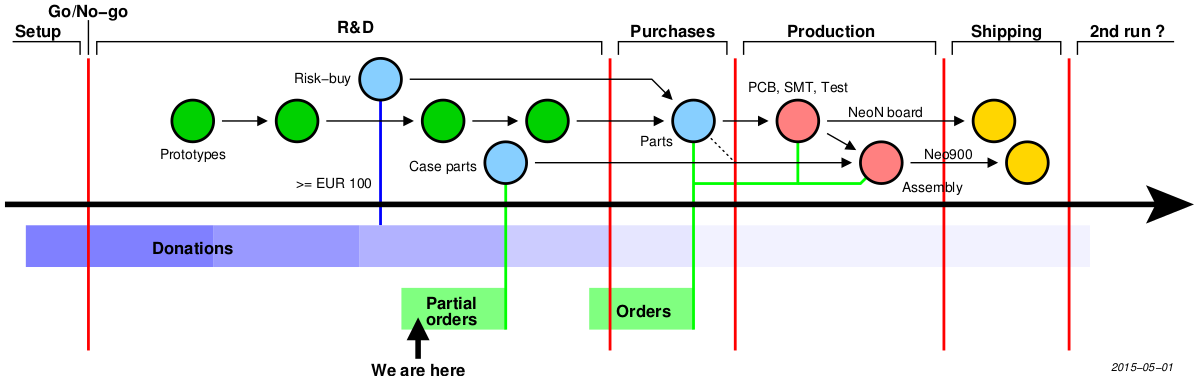 Go/No−go
Setup
R&D
Purchases
Production
Shipping
2nd run ?
Risk−buy
PCB, SMT, Test
NeoN board
Prototypes
Parts
Case parts
Neo900
>= EUR 100
Assembly
Donations
Partial
orders
Orders
We are here
2015−05−01